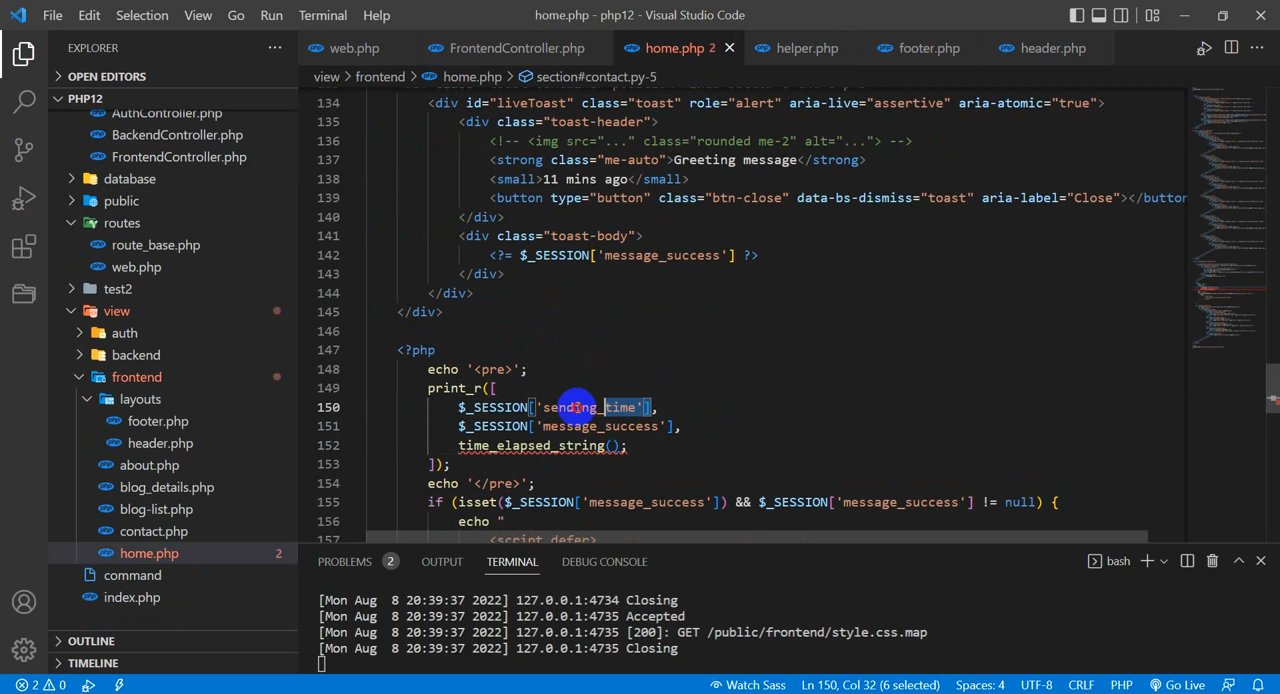 File Edit Selection View Go Run Terminal Help
home.php - php12 - Visual Studio Code
EXPLORER
OPEN EDITORS
PHP12
AuthController.php
BackendController.php
FrontendController.php
database
public
routes
route_base.php
web.php
test2
view
auth
backend
frontend
layouts
footer.php
header.php
about.php
blog_details.php
blog-list.php
contact.php
home.php 2
command
index.php
OUTLINE
TIMELINE
web.php FrontendController.php home.php 2 helper.php footer.php header.php
view > frontend > home.php > section#contact.py-5
134 <div id="liveToast" class="toast" role="alert" aria-live="assertive" aria-atomic="true">
135 <div class="toast-header">
136 <!-- <img src="..." class="rounded me-2" alt="..."> -->
137 <strong class="me-auto">Greeting message</strong>
138 <small>11 mins ago</small>
139 <button type="button" class="btn-close" data-bs-dismiss="toast" aria-label="Close"></button
140 </div>
141 <div class="toast-body">
142 <?= $_SESSION['message_success'] ?>
143 </div>
144 </div>
145 </div>
146
147 <?php
148 echo '<pre>';
149 print_r([
150 $_SESSION['sending_time'],
151 $_SESSION['message_success'],
152 time_elapsed_string();
153 ]);
154 echo '</pre>';
155 if (isset($_SESSION['message_success']) && $_SESSION['message_success'] != null) {
156 echo "
157 <script defer>
PROBLEMS 2 OUTPUT TERMINAL DEBUG CONSOLE
bash
[Mon Aug 8 20:39:37 2022] 127.0.0.1:4734 Closing
[Mon Aug 8 20:39:37 2022] 127.0.0.1:4735 Accepted
[Mon Aug 8 20:39:37 2022] 127.0.0.1:4735 [200]: GET /public/frontend/style.css.map
[Mon Aug 8 20:39:37 2022] 127.0.0.1:4735 Closing
2 0 Watch Sass Ln 150, Col 32 (6 selected) Spaces: 4 UTF-8 CRLF PHP Go Live